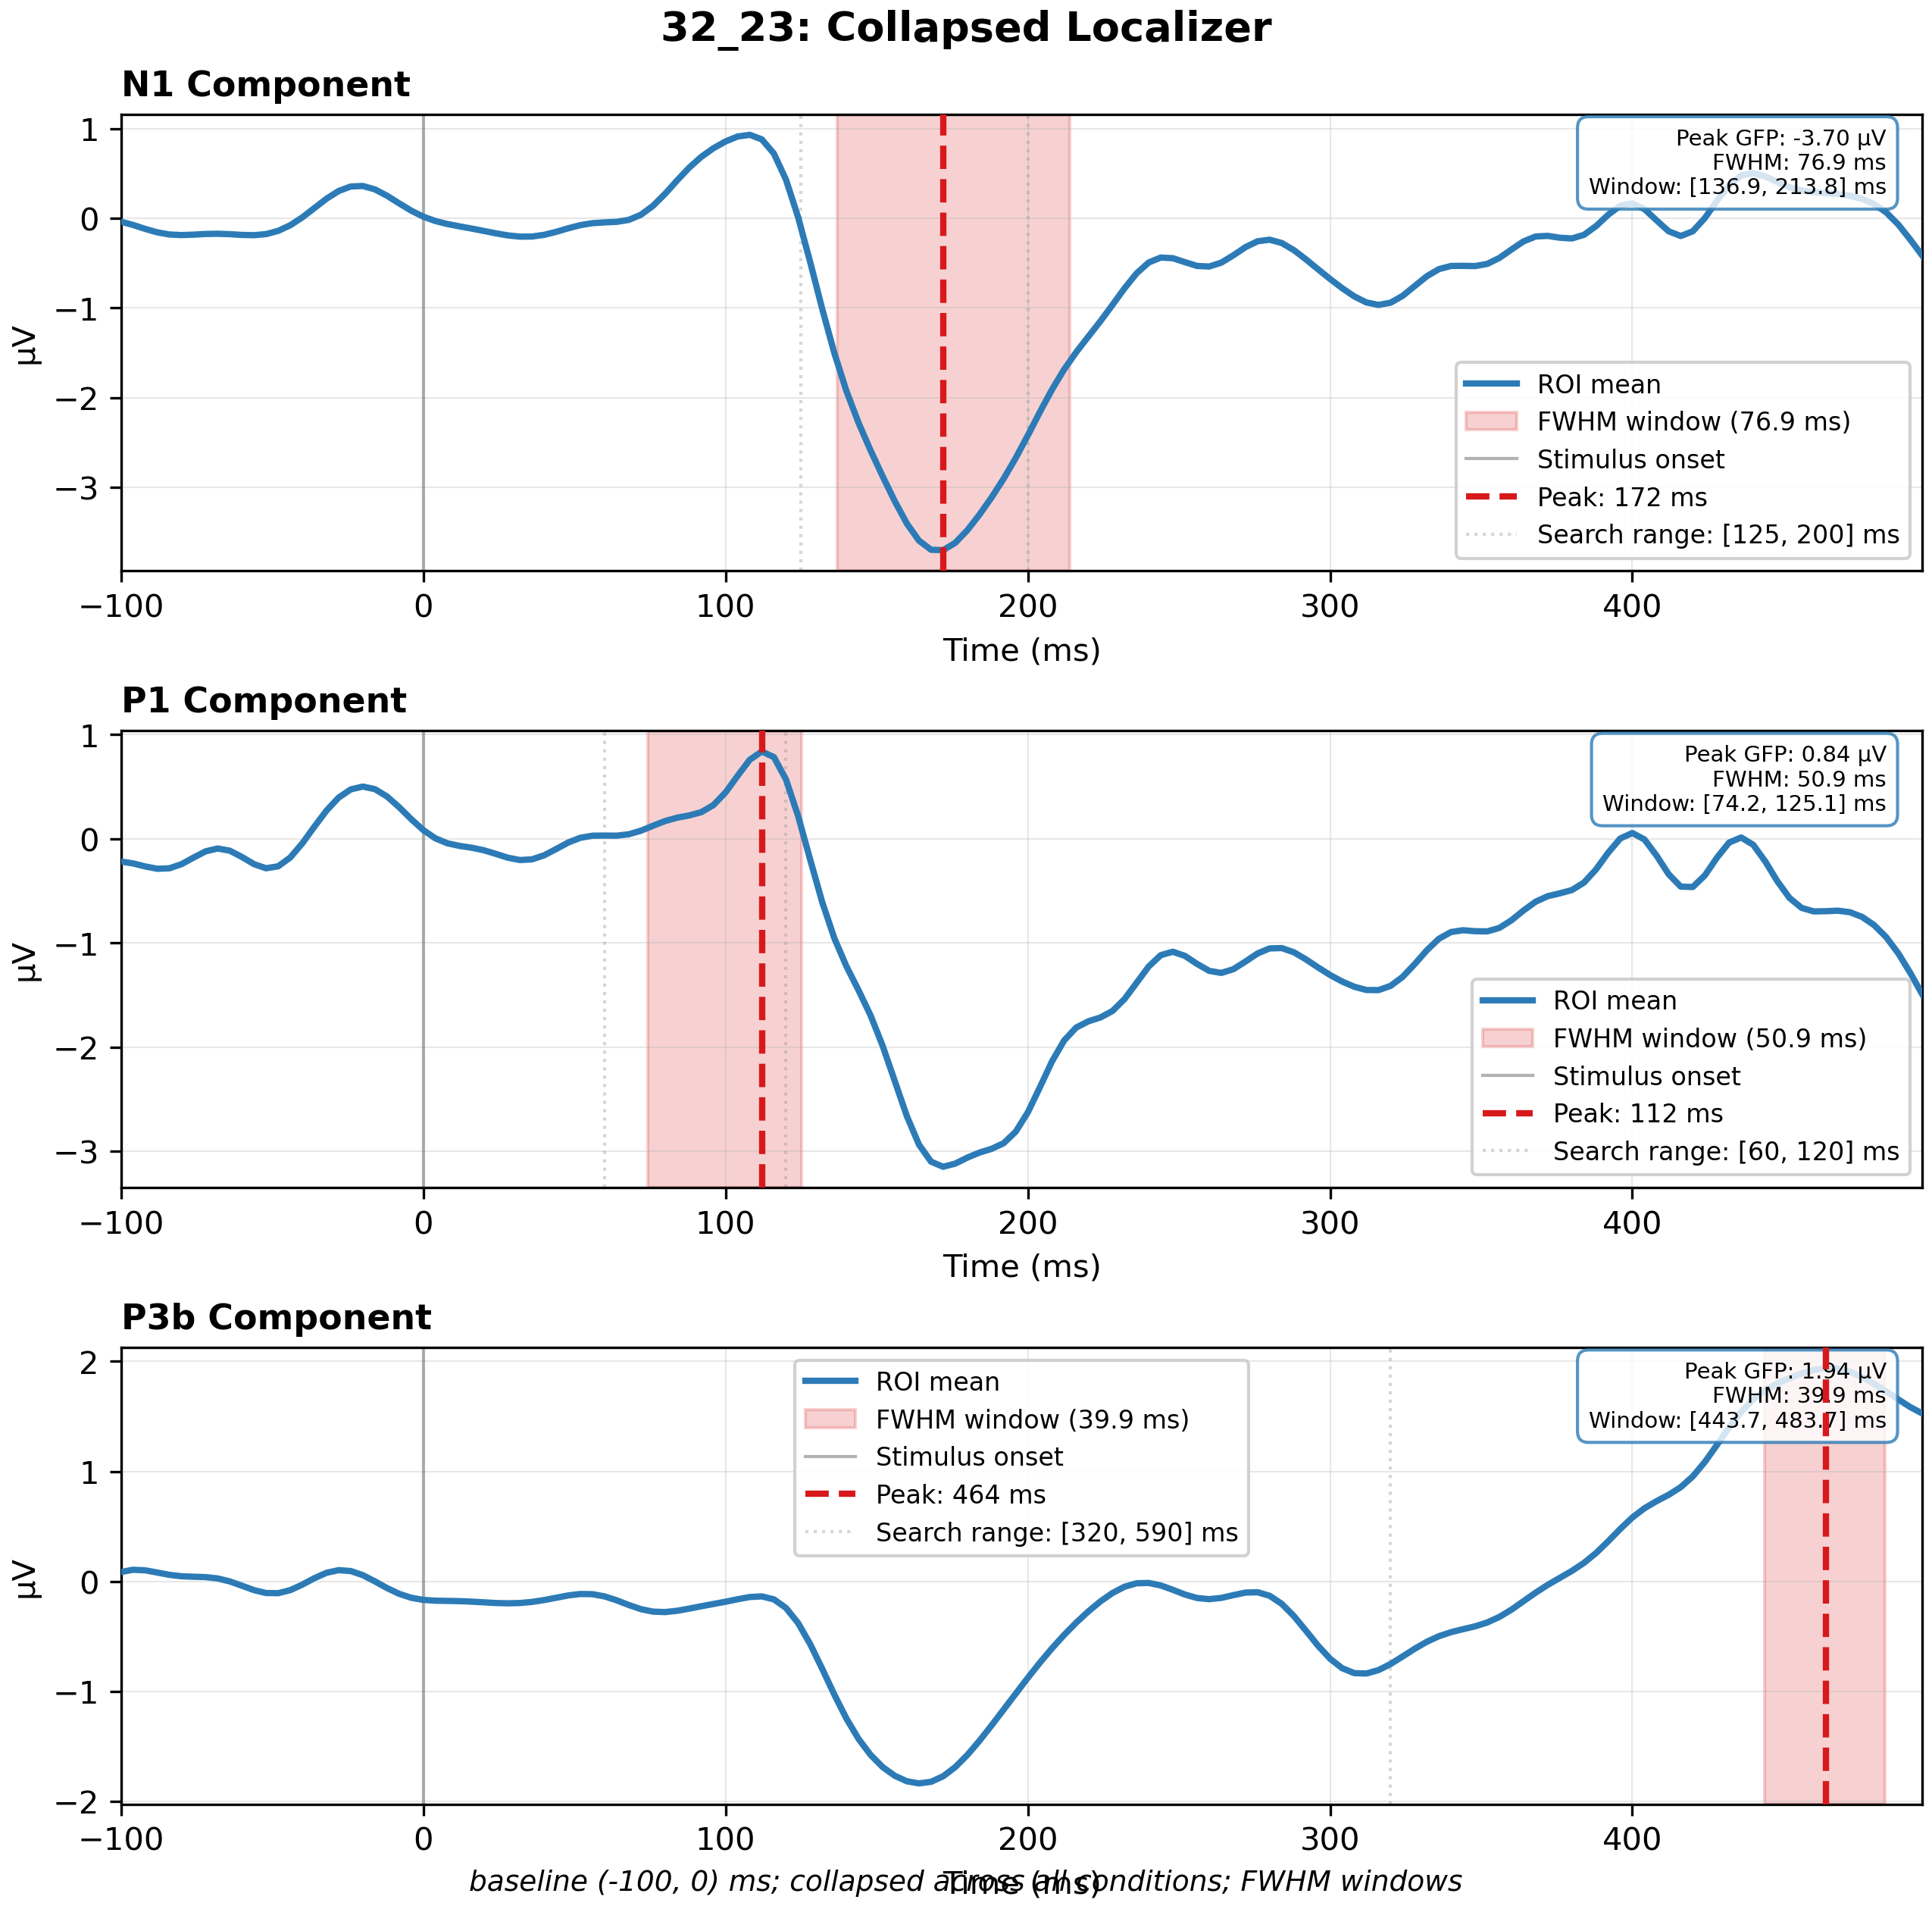 32_23: Collapsed Localizer
N1 Component
Peak GFP: -3.70 µV
FWHM: 76.9 ms
Window: [136.9, 213.8] ms
1
0
−1
−2
−3
µV
ROI mean
FWHM window (76.9 ms)
Stimulus onset
Peak: 172 ms
Search range: [125, 200] ms
−100 0 100 200 300 400
Time (ms)
P1 Component
Peak GFP: 0.84 µV
FWHM: 50.9 ms
Window: [74.2, 125.1] ms
1
0
−1
−2
−3
µV
ROI mean
FWHM window (50.9 ms)
Stimulus onset
Peak: 112 ms
Search range: [60, 120] ms
−100 0 100 200 300 400
Time (ms)
P3b Component
Peak GFP: 1.94 µV
FWHM: 39.9 ms
Window: [443.7, 483.7] ms
ROI mean
FWHM window (39.9 ms)
Stimulus onset
Peak: 464 ms
Search range: [320, 590] ms
2
1
0
−1
−2
µV
−100 0 100 200 300 400
Time (ms)
baseline (-100, 0) ms; collapsed across all conditions; FWHM windows